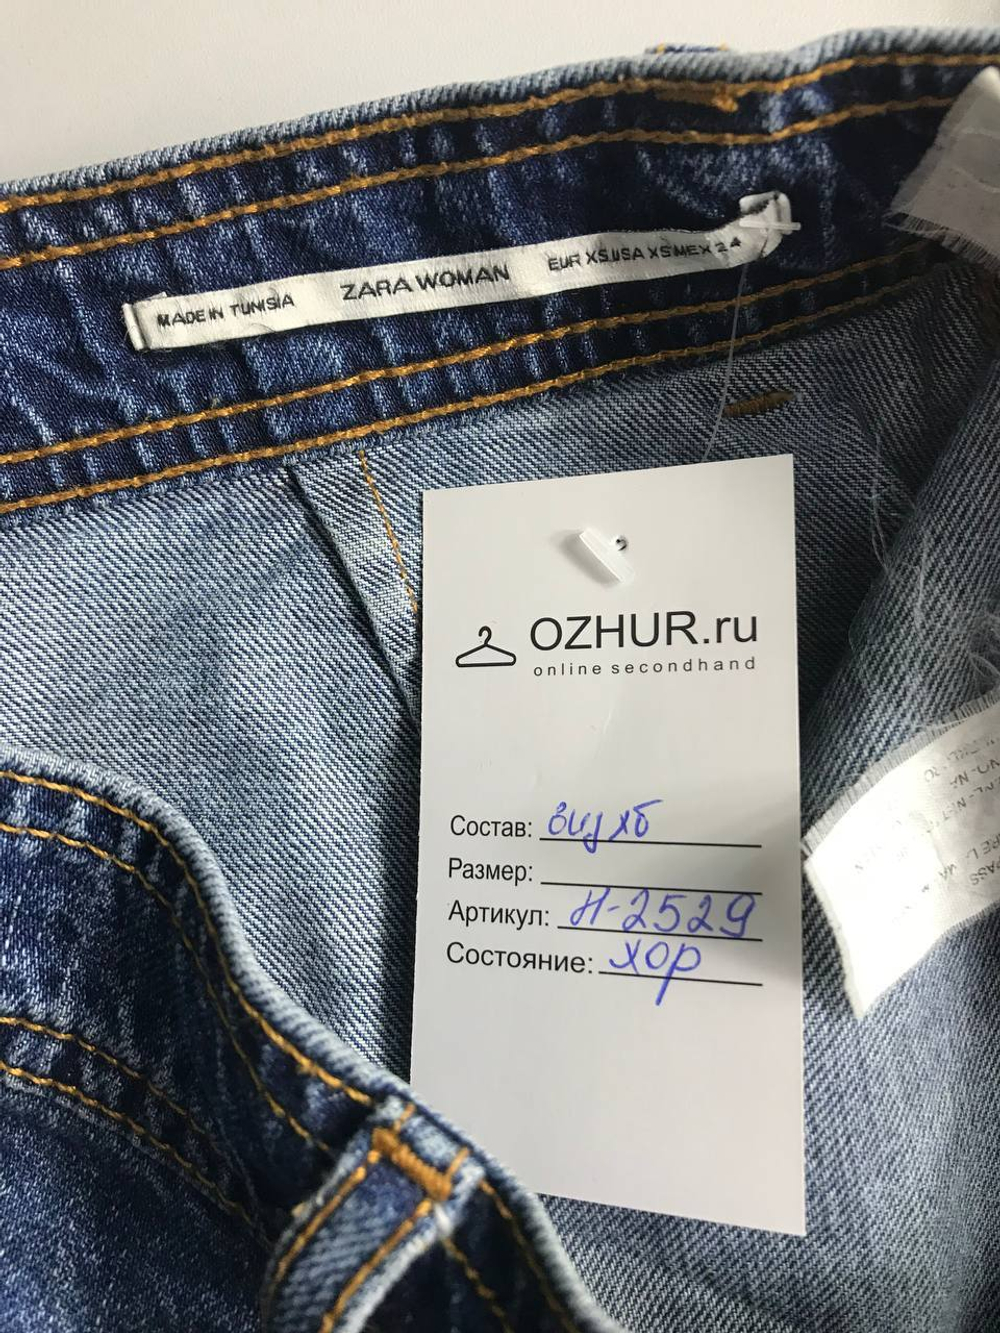 MADE IN TUNISIA ZARA WOMAN EUR XS USA XS MEX 24
OZHUR.ru
online secondhand
Состав: вид хб
Размер:
Артикул: Н-2529
Состояние: хор